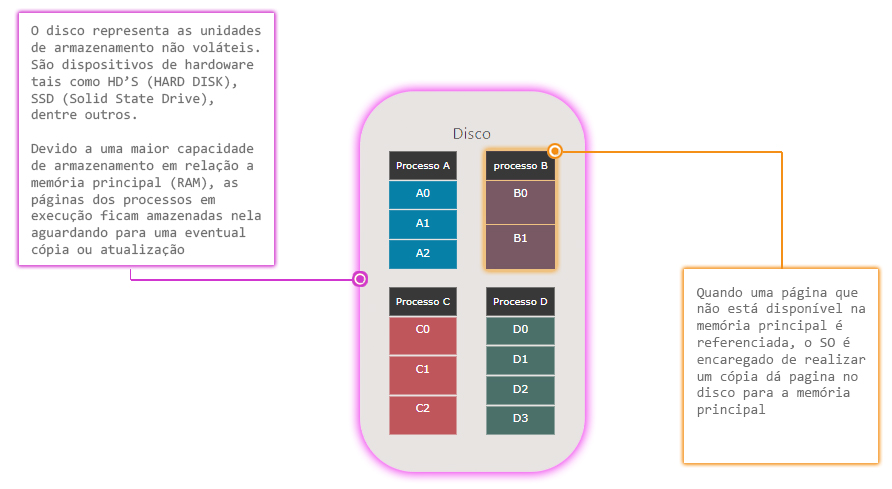 O disco representa as unidades
de armazenamento não voláteis.
São dispositivos de hardoware
tais como HD’S (HARD DISK),
SSD (Solid State Drive),
dentre outros.
Devido a uma maior capacidade
de armazenamento em relação a
memória principal (RAM), as
páginas dos processos em
execução ficam amazenadas nela
aguardando para uma eventual
cópia ou atualização
Disco
Processo A
A0
A1
A2
processo B
B0
B1
Processo C
C0
C1
C2
Processo D
D0
D1
D2
D3
Quando uma página que
não está disponível na
memória principal é
referenciada, o SO é
encaregado de realizar
um cópia dá pagina no
disco para a memória
principal